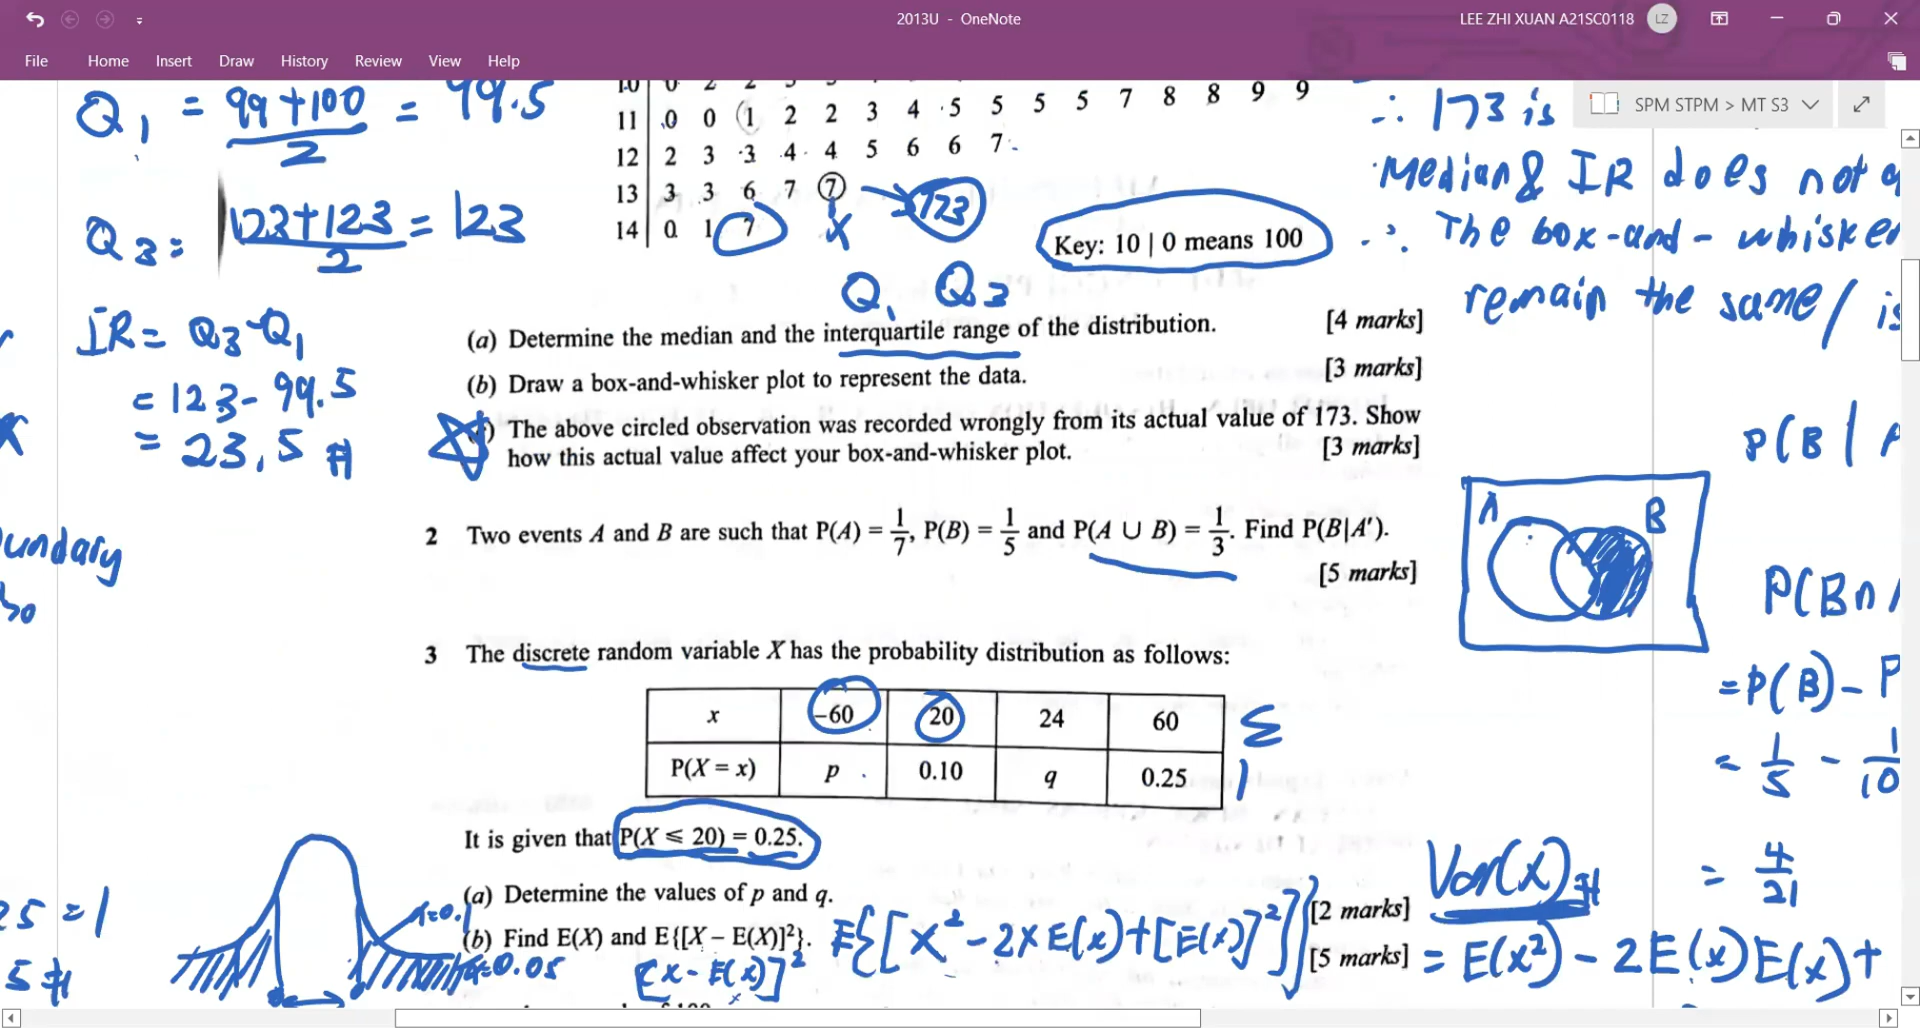 2013U - OneNote
LEE ZHI XUAN A21SC0118
LZ
File Home Insert Draw History Review View Help
SPM STPM > MT S3
Q1 = 99+100 / 2 = 99.5
Q3 = 123+123 / 2 = 123
IR = Q3-Q1
= 123-99.5
= 23.5 #
undary
11 | 0 0 1 2 2 3 4 5 5 5 5 7 8 8 9 9
12 | 2 3 3 4 4 5 6 6 7
13 | 3 3 6 7 7 → 173
14 | 0 1 7 X
Key: 10 | 0 means 100
Q1 Q3
∴ 173 is
Median & IR does not
∴ The box-and-whisker
remain the same / is
(a) Determine the median and the interquartile range of the distribution. [4 marks]
(b) Draw a box-and-whisker plot to represent the data. [3 marks]
The above circled observation was recorded wrongly from its actual value of 173. Show
how this actual value affect your box-and-whisker plot. [3 marks]
2 Two events A and B are such that P(A) = 1/7, P(B) = 1/5 and P(A ∪ B) = 1/3. Find P(B|A′).
[5 marks]
A B
P(B |
P(B∩
= P(B) - P
= 1/5 - 1/10
= 4/21
3 The discrete random variable X has the probability distribution as follows:
x | -60 | 20 | 24 | 60 Σ
P(X = x) | p | 0.10 | q | 0.25 1
It is given that P(X ⩽ 20) = 0.25.
(a) Determine the values of p and q. [2 marks]
(b) Find E(X) and E{[X – E(X)]²}. [5 marks]
E{[X² - 2XE(X) + [E(X)]²]}
[X - E(X)]²
Var(X) #
= E(X²) - 2E(X)E(X) +
25 = 1
5 #
=0.1
=0.05